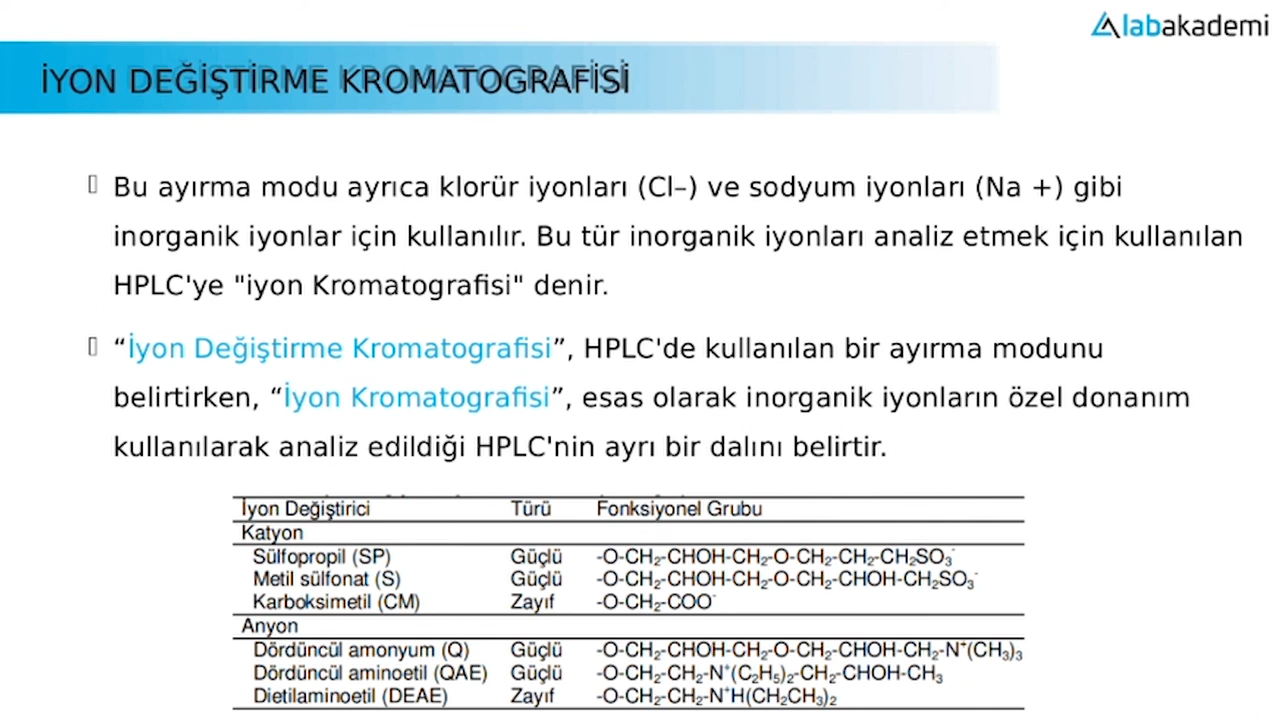 labakademi
İYON DEĞİŞTİRME KROMATOGRAFİSİ
Bu ayırma modu ayrıca klorür iyonları (Cl–) ve sodyum iyonları (Na +) gibi
inorganik iyonlar için kullanılır. Bu tür inorganik iyonları analiz etmek için kullanılan
HPLC'ye "iyon Kromatografisi" denir.
“İyon Değiştirme Kromatografisi”, HPLC'de kullanılan bir ayırma modunu
belirtirken, “İyon Kromatografisi”, esas olarak inorganik iyonların özel donanım
kullanılarak analiz edildiği HPLC'nin ayrı bir dalını belirtir.
İyon Değiştirici Türü Fonksiyonel Grubu
Katyon
Sülfopropil (SP) Güçlü -O-CH₂-CHOH-CH₂-O-CH₂-CH₂-CH₂SO₃⁻
Metil sülfonat (S) Güçlü -O-CH₂-CHOH-CH₂-O-CH₂-CHOH-CH₂SO₃⁻
Karboksimetil (CM) Zayıf -O-CH₂-COO⁻
Anyon
Dördüncül amonyum (Q) Güçlü -O-CH₂-CHOH-CH₂-O-CH₂-CHOH-CH₂-N⁺(CH₃)₃
Dördüncül aminoetil (QAE) Güçlü -O-CH₂-CH₂-N⁺(C₂H₅)₂-CH₂-CHOH-CH₃
Dietilaminoetil (DEAE) Zayıf -O-CH₂-CH₂-N⁺H(CH₂CH₃)₂